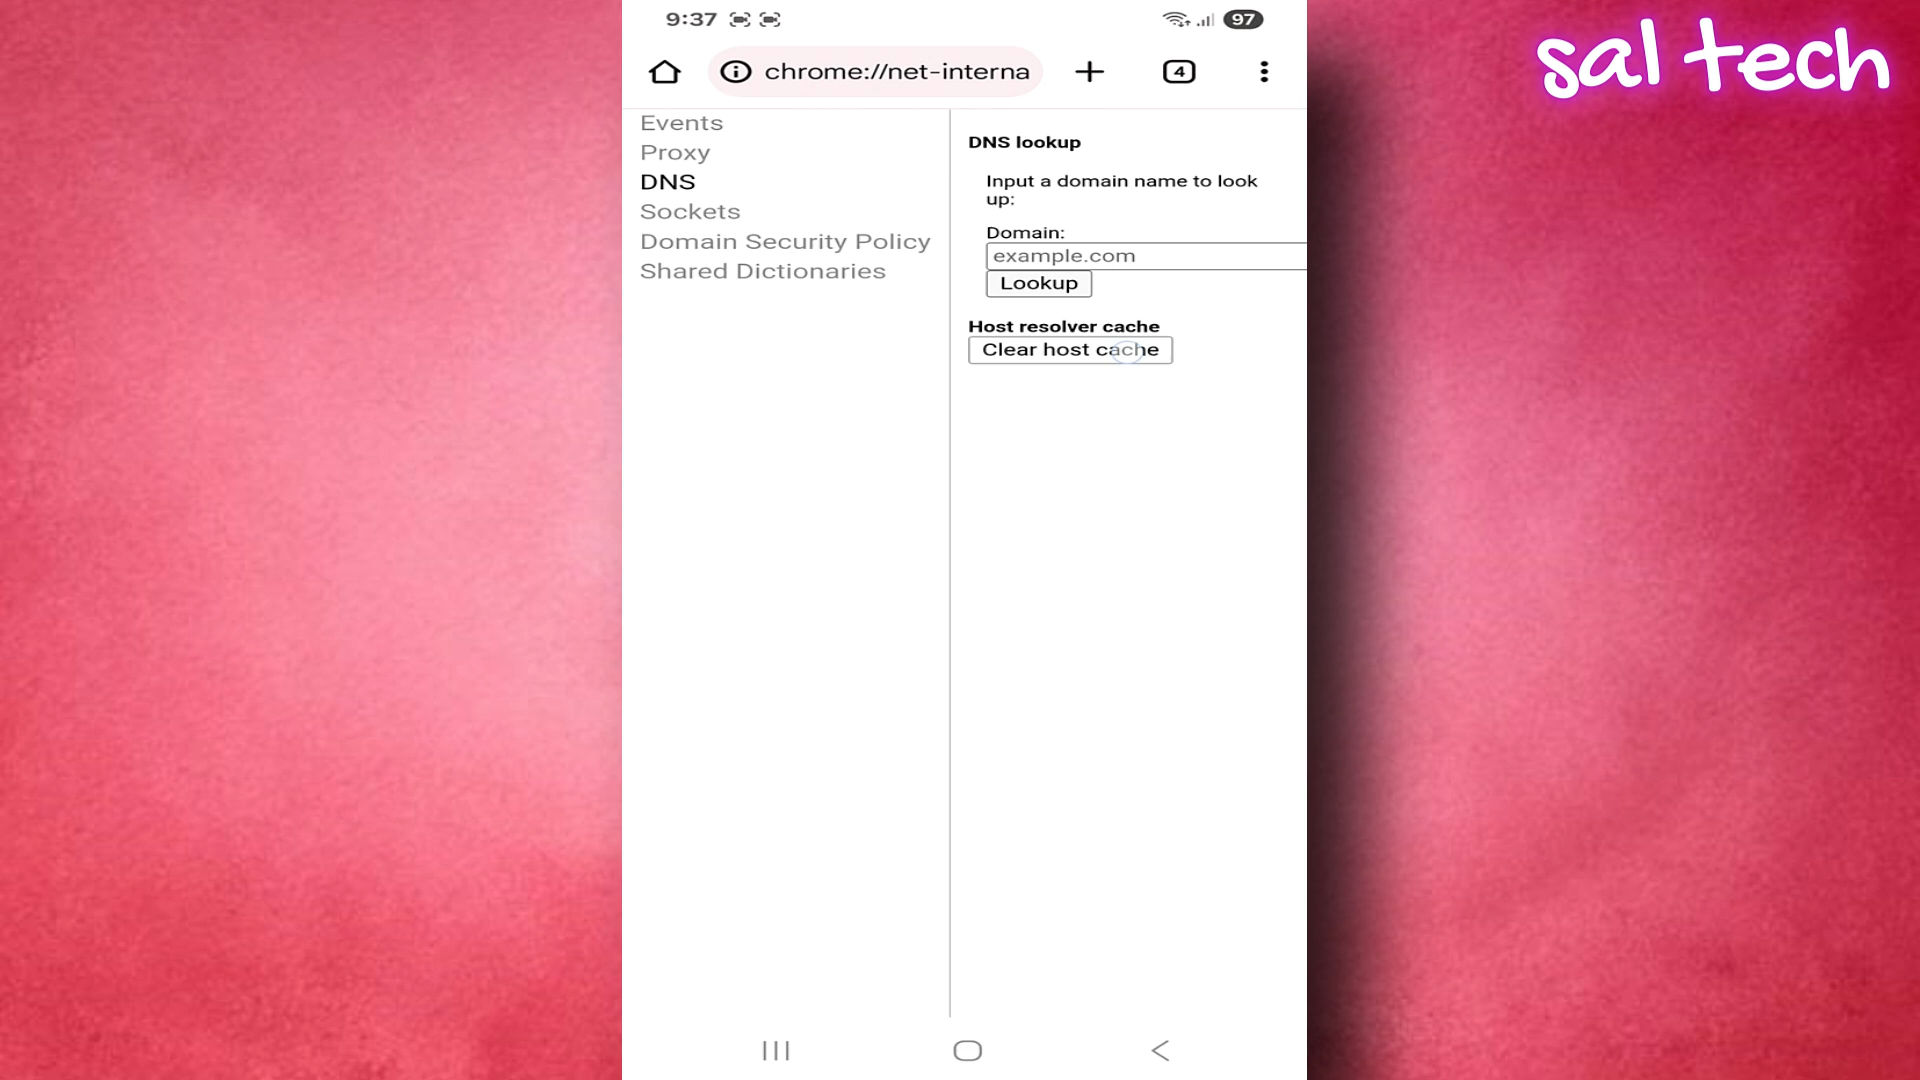 sal tech
9:37
97
chrome://net-interna
4
Events
Proxy
DNS
Sockets
Domain Security Policy
Shared Dictionaries
DNS lookup
Input a domain name to look
up:
Domain:
example.com
Lookup
Host resolver cache
Clear host cache